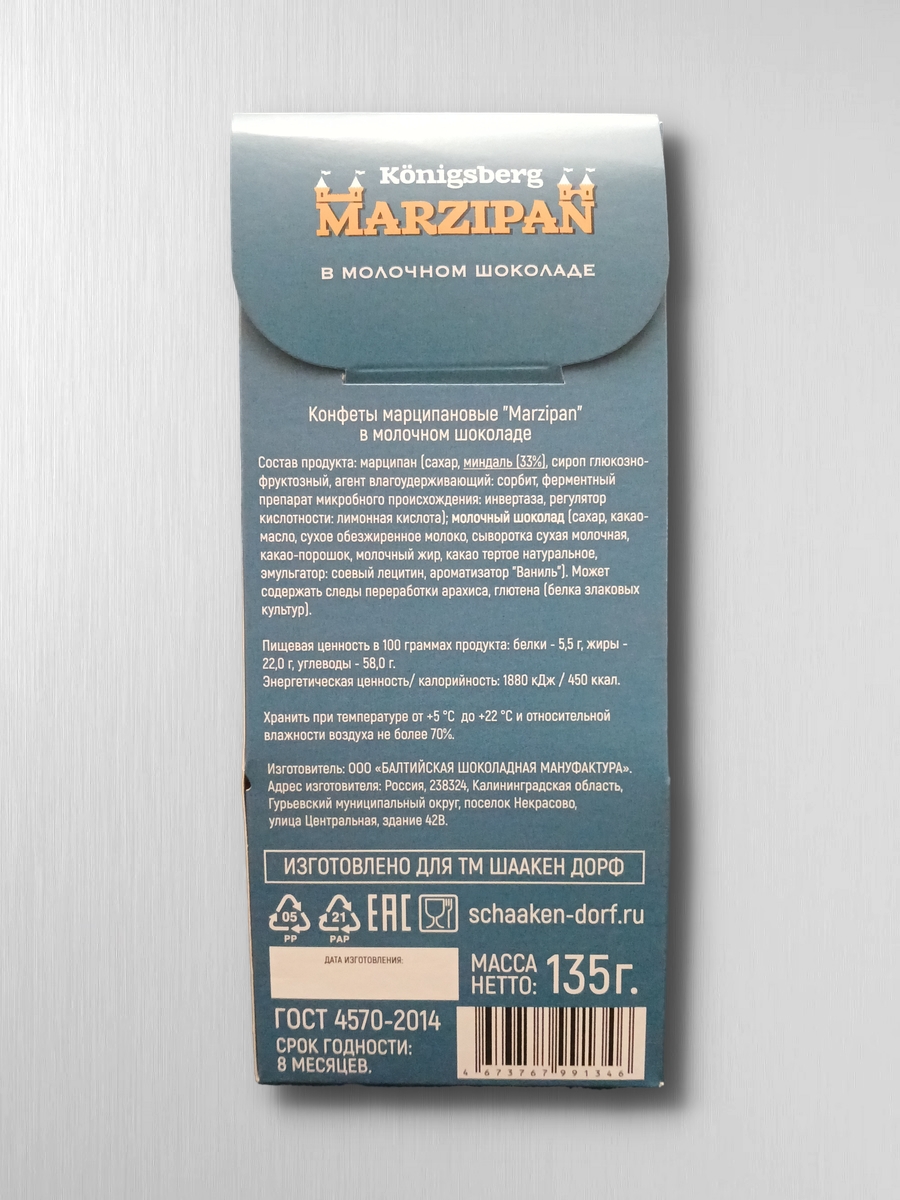 Königsberg
MARZIPAN
В МОЛОЧНОМ ШОКОЛАДЕ
Конфеты марципановые "Marzipan"
в молочном шоколаде
Состав продукта: марципан (сахар, миндаль (33%), сироп глюкозно-
фруктозный, агент влагоудерживающий: сорбит, ферментный
препарат микробного происхождения: инвертаза, регулятор
кислотности: лимонная кислота); молочный шоколад (сахар, какао-
масло, сухое обезжиренное молоко, сыворотка сухая молочная,
какао-порошок, молочный жир, какао тертое натуральное,
эмульгатор: соевый лецитин, ароматизатор "Ваниль"). Может
содержать следы переработки арахиса, глютена (белка злаковых
культур).
Пищевая ценность в 100 граммах продукта: белки - 5,5 г, жиры -
22,0 г, углеводы - 58,0 г.
Энергетическая ценность/ калорийность: 1880 кДж / 450 ккал.
Хранить при температуре от +5 °C до +22 °C и относительной
влажности воздуха не более 70%.
Изготовитель: ООО «БАЛТИЙСКАЯ ШОКОЛАДНАЯ МАНУФАКТУРА».
Адрес изготовителя: Россия, 238324, Калининградская область,
Гурьевский муниципальный округ, поселок Некрасово,
улица Центральная, здание 42В.
ИЗГОТОВЛЕНО ДЛЯ ТМ ШААКЕН ДОРФ
05 21 EAC schaaken-dorf.ru
PP PAP
ДАТА ИЗГОТОВЛЕНИЯ:
МАССА
НЕТТО: 135г.
ГОСТ 4570-2014
СРОК ГОДНОСТИ:
8 МЕСЯЦЕВ.
4 673767 991346